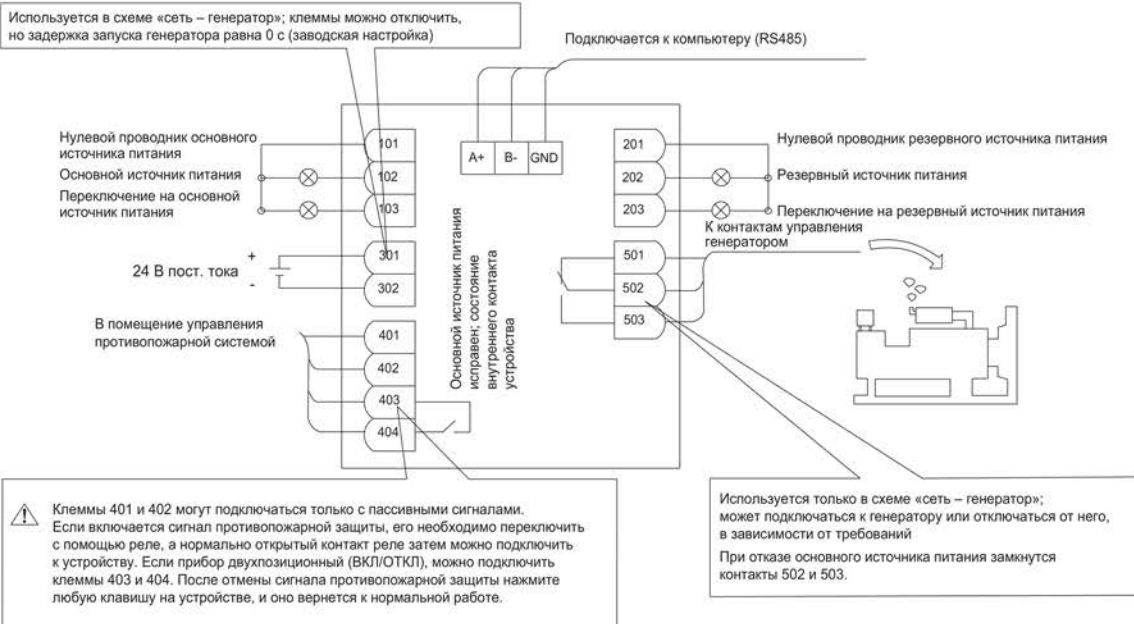 Используется в схеме «сеть – генератор»; клеммы можно отключить,
но задержка запуска генератора равна 0 с (заводская настройка)
Подключается к компьютеру (RS485)
A+
B-
GND
Нулевой проводник основного
источника питания
101
Основной источник питания
102
Переключение на основной
источник питания
103
24 В пост. тока
+
-
301
302
В помещение управления
противопожарной системой
401
402
403
404
Основной источник питания
исправен; состояние
внутреннего контакта
устройства
201
Нулевой проводник резервного источника питания
202
Резервный источник питания
203
Переключение на резервный источник питания
К контактам управления
генератором
501
502
503
Клеммы 401 и 402 могут подключаться только с пассивными сигналами.
Если включается сигнал противопожарной защиты, его необходимо переключить
с помощью реле, а нормально открытый контакт реле затем можно подключить
к устройству. Если прибор двухпозиционный (ВКЛ/ОТКЛ), можно подключить
клеммы 403 и 404. После отмены сигнала противопожарной защиты нажмите
любую клавишу на устройстве, и оно вернется к нормальной работе.
Используется только в схеме «сеть – генератор»;
может подключаться к генератору или отключаться от него,
в зависимости от требований
При отказе основного источника питания замкнутся
контакты 502 и 503.